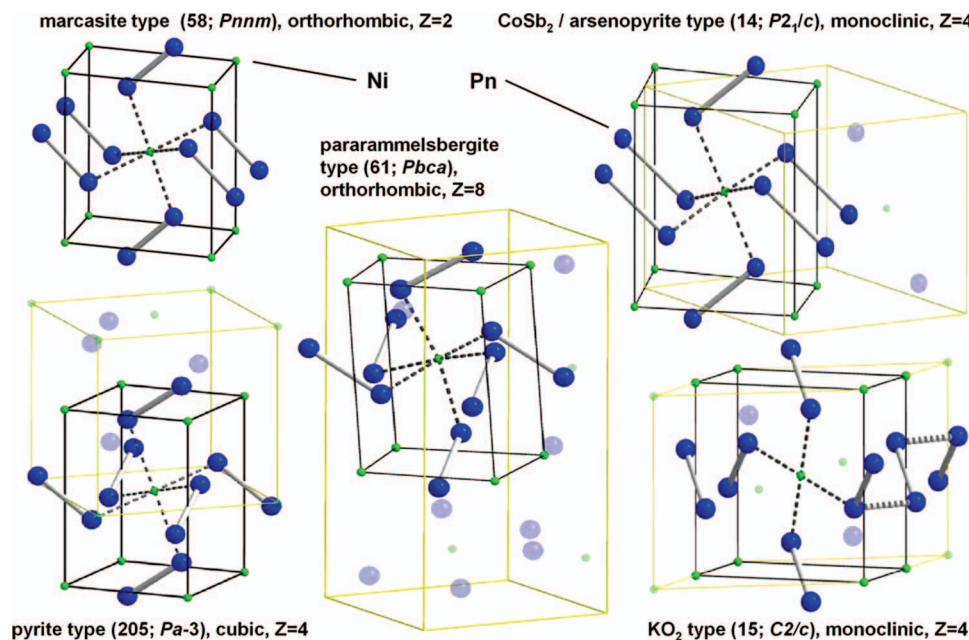 marcasite type (58; Pnnm), orthorhombic, Z=2
CoSb₂ / arsenopyrite type (14; P2₁/c), monoclinic, Z=4
Ni
Pn
pararammelsbergite
type (61; Pbca),
orthorhombic, Z=8
pyrite type (205; Pa-3), cubic, Z=4
KO₂ type (15; C2/c), monoclinic, Z=4